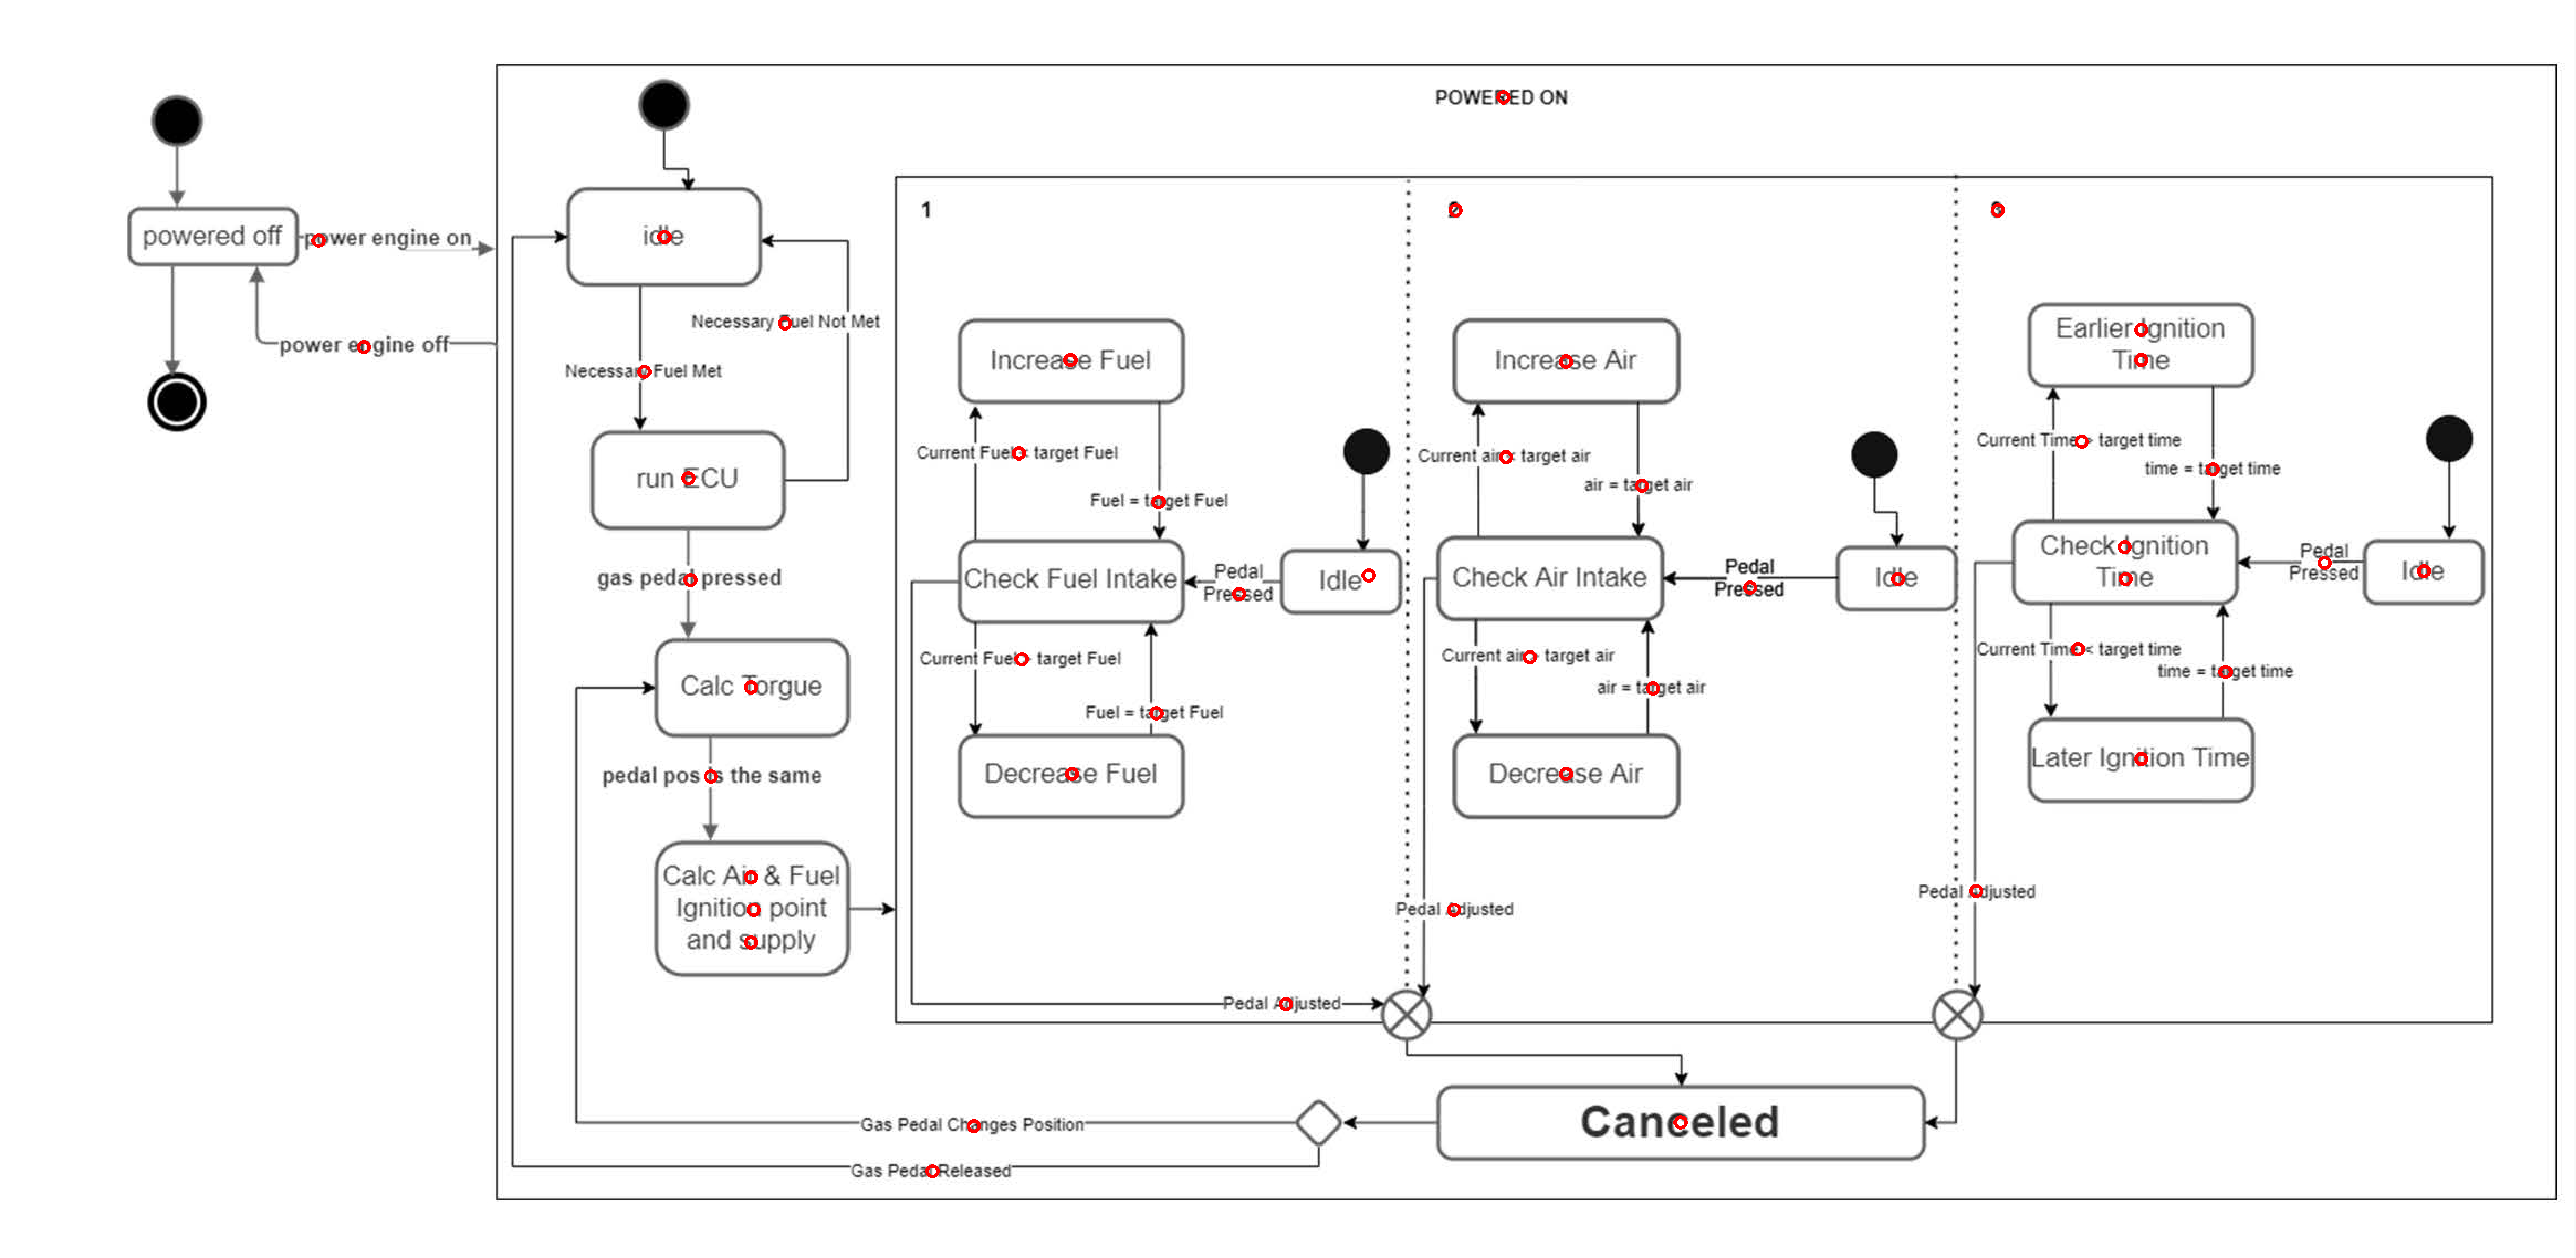 POWERED ON
powered off
power engine on
power engine off
idle
Necessary Fuel Not Met
Necessary Fuel Met
run ECU
gas pedal pressed
Calc Torgue
pedal pos is the same
Calc Air & Fuel
Ignition point
and supply
1
Increase Fuel
Current Fuel < target Fuel
Fuel = target Fuel
Check Fuel Intake
Pedal
Pressed
Idle
Current Fuel > target Fuel
Fuel = target Fuel
Decrease Fuel
Pedal Adjusted
2
Increase Air
Current air < target air
air = target air
Check Air Intake
Pedal
Pressed
Idle
Current air > target air
air = target air
Decrease Air
Pedal Adjusted
3
Earlier Ignition
Time
Current Time > target time
time = target time
Check Ignition
Time
Pedal
Pressed
Idle
Current Time < target time
time = target time
Later Ignition Time
Pedal Adjusted
Canceled
Gas Pedal Changes Position
Gas Pedal Released